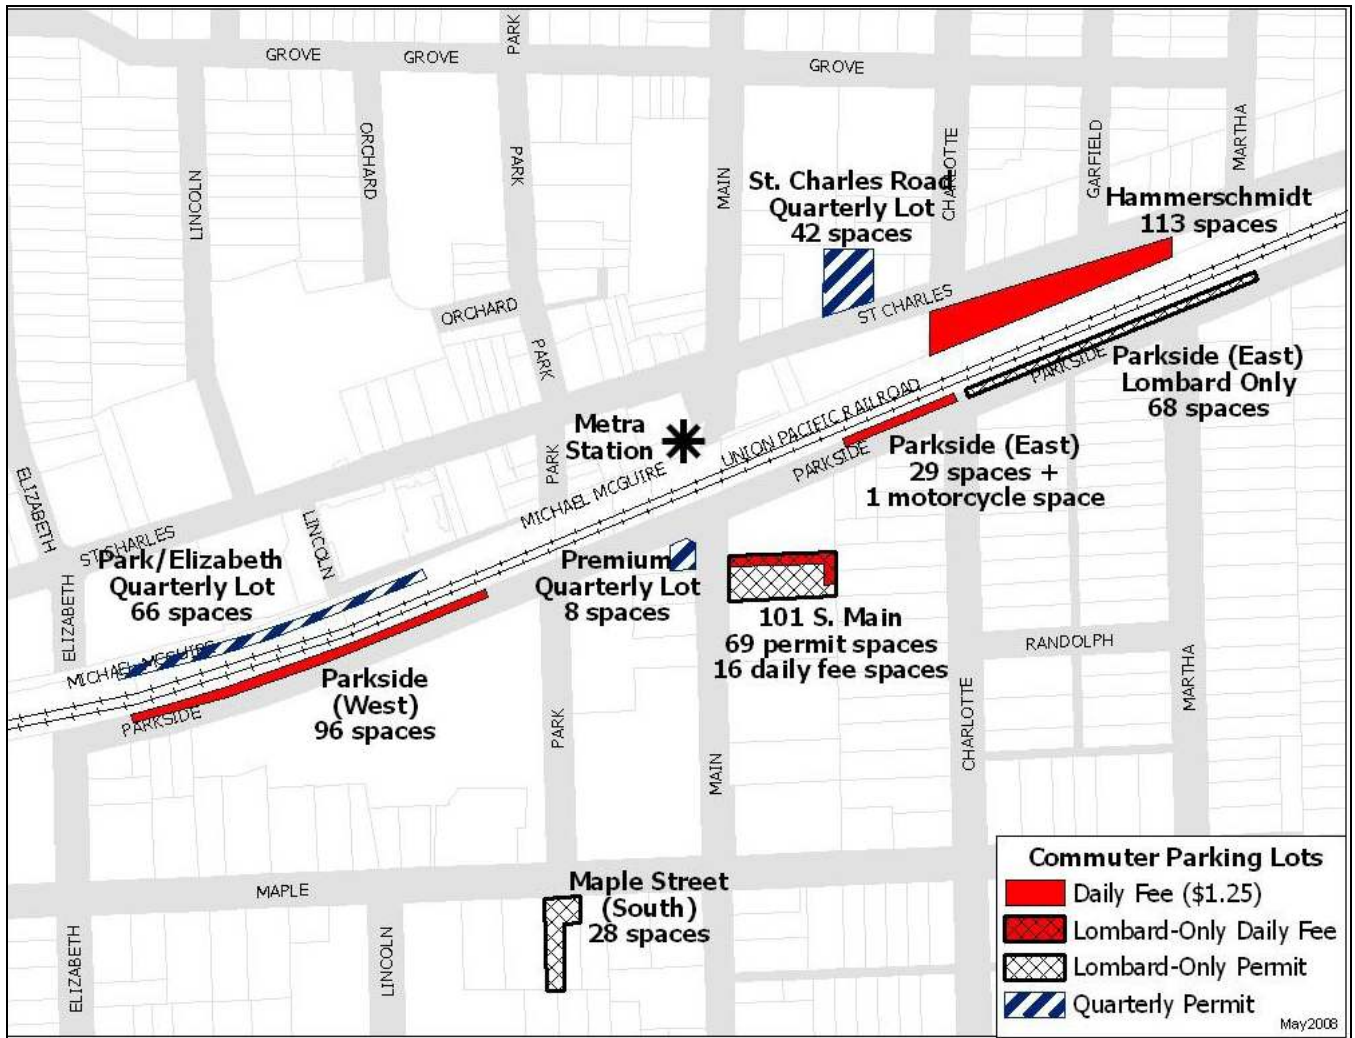 GROVE
GROVE
PARK
GROVE
ORCHARD
LINCOLN
PARK
MAIN
CHARLOTTE
GARFIELD
MARTHA
St. Charles Road
Quarterly Lot
42 spaces
Hammerschmidt
113 spaces
ORCHARD
PARK
ST CHARLES
PARKSIDE
Parkside (East)
Lombard Only
68 spaces
Metra
Station
UNION PACIFIC RAILROAD
PARK
MICHAEL MCGUIRE
PARKSIDE
Parkside (East)
29 spaces +
1 motorcycle space
ELIZABETH
ST CHARLES
LINCOLN
Park/Elizabeth
Quarterly Lot
66 spaces
ELIZABETH
Premium
Quarterly Lot
8 spaces
101 S. Main
69 permit spaces
16 daily fee spaces
RANDOLPH
MICHAEL MCGUIRE
PARKSIDE
Parkside
(West)
96 spaces
PARK
MAIN
CHARLOTTE
MARTHA
MAPLE
Maple Street
(South)
28 spaces
ELIZABETH
LINCOLN
Commuter Parking Lots
Daily Fee ($1.25)
Lombard-Only Daily Fee
Lombard-Only Permit
Quarterly Permit
May2008